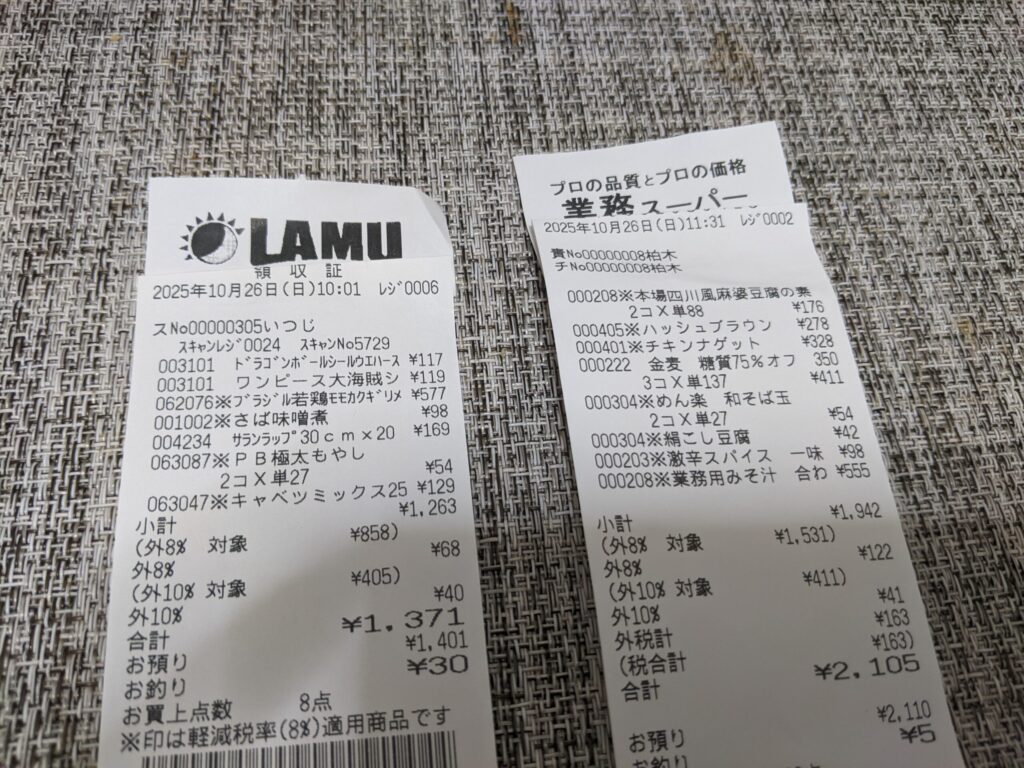 LAMU
領収証
2025年10月26日(日)10:01 レジ0006
スNo00000305いつじ
スキャンレジ0024 スキャンNo5729
003101 ドラゴンボールシールウエハース ¥117
003101 ワンピース大海賊シ ¥119
062076※ブラジル若鶏モモカクギリメ ¥577
001002※さば味噌煮 ¥98
004234 サランラップ30cm×20 ¥169
063087※PB極太もやし
2コX単27 ¥54
063047※キャベツミックス25 ¥129
小計 ¥1,263
(外8% 対象 ¥858)
外8% ¥68
(外10% 対象 ¥405)
外10% ¥40
合計 ¥1,371
お預り ¥1,401
お釣り ¥30
お買上点数 8点
※印は軽減税率(8%)適用商品です
プロの品質とプロの価格
業務スーパー
2025年10月26日(日)11:31 レジ0002
責No00000008柏木
チNo00000008柏木
000208※本場四川風麻婆豆腐の素
2コX単88 ¥176
000405※ハッシュブラウン ¥278
000401※チキンナゲット ¥328
000222 金麦 糖質75%オフ 350
3コX単137 ¥411
000304※めん楽 和そば玉
2コX単27 ¥54
000304※絹こし豆腐 ¥42
000203※激辛スパイス 一味 ¥98
000208※業務用みそ汁 合わ ¥555
小計 ¥1,942
(外8% 対象 ¥1,531)
外8% ¥122
(外10% 対象 ¥411)
外10% ¥41
外税計 ¥163
(税合計 ¥163)
合計 ¥2,105
お預り ¥2,110
お釣り ¥5